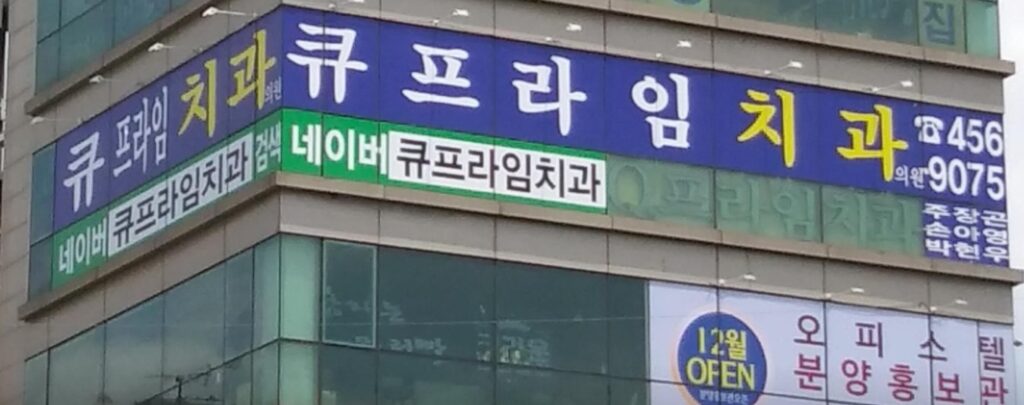 큐프라임치과의원
네이버 큐프라임치과 검색
큐프라임치과의원 ☎456-9075
네이버 큐프라임치과
Q프라임치과
주장곤
손아영
박현우
집
12월
OPEN
오피스텔
분양홍보관